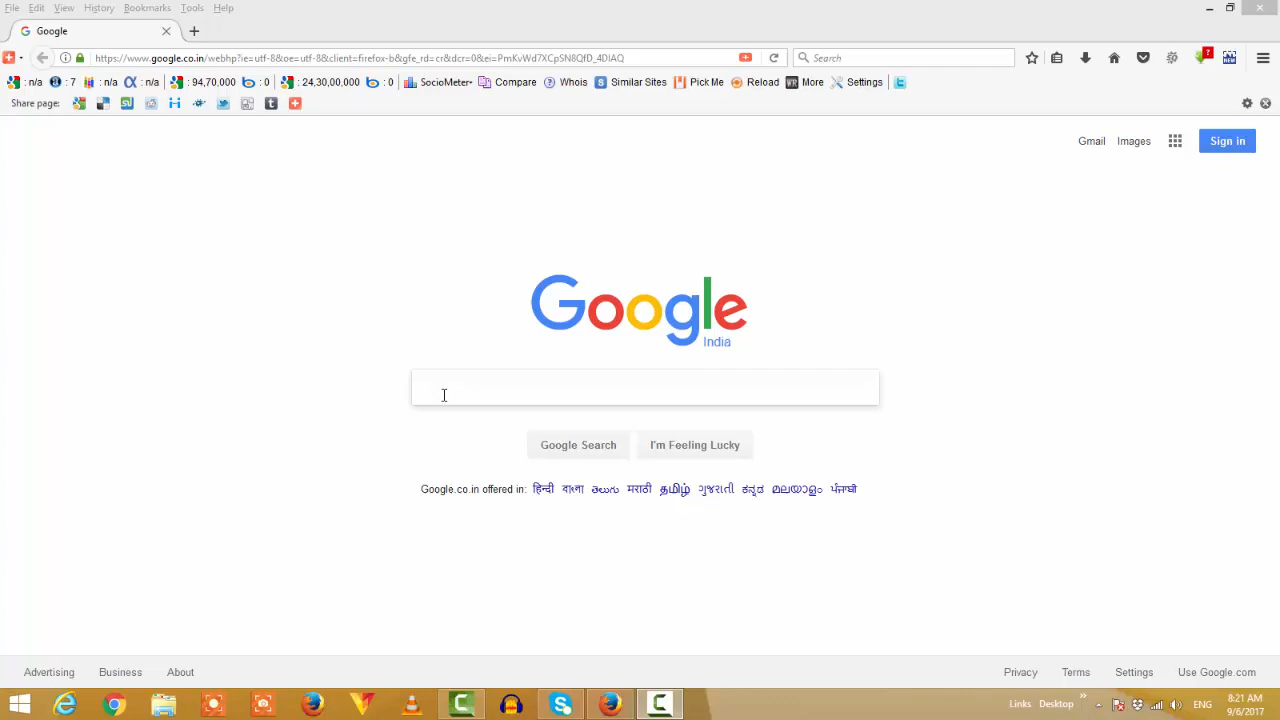 File Edit View History Bookmarks Tools Help
Google
https://www.google.co.in/webhp?ie=utf-8&oe=utf-8&client=firefox-b&gfe_rd=cr&dcr=0&ei= Search
: n/a : 7 : n/a : n/a : 94,70,000 : 0 : 24,30,00,000 : 0 SocioMeter Compare Whois Similar Sites Pick Me Reload More Settings
Share page:
Gmail Images Sign in
Google
India
Google Search I'm Feeling Lucky
Google.co.in offered in: हिन्दी বাংলা తెలుగు मराठी தமிழ் ગુજરાતી ಕನ್ನಡ മലയാളം ਪੰਜਾਬੀ
Advertising Business About Privacy Terms Settings Use Google.com
Links Desktop ENG 8:21 AM
9/6/2017